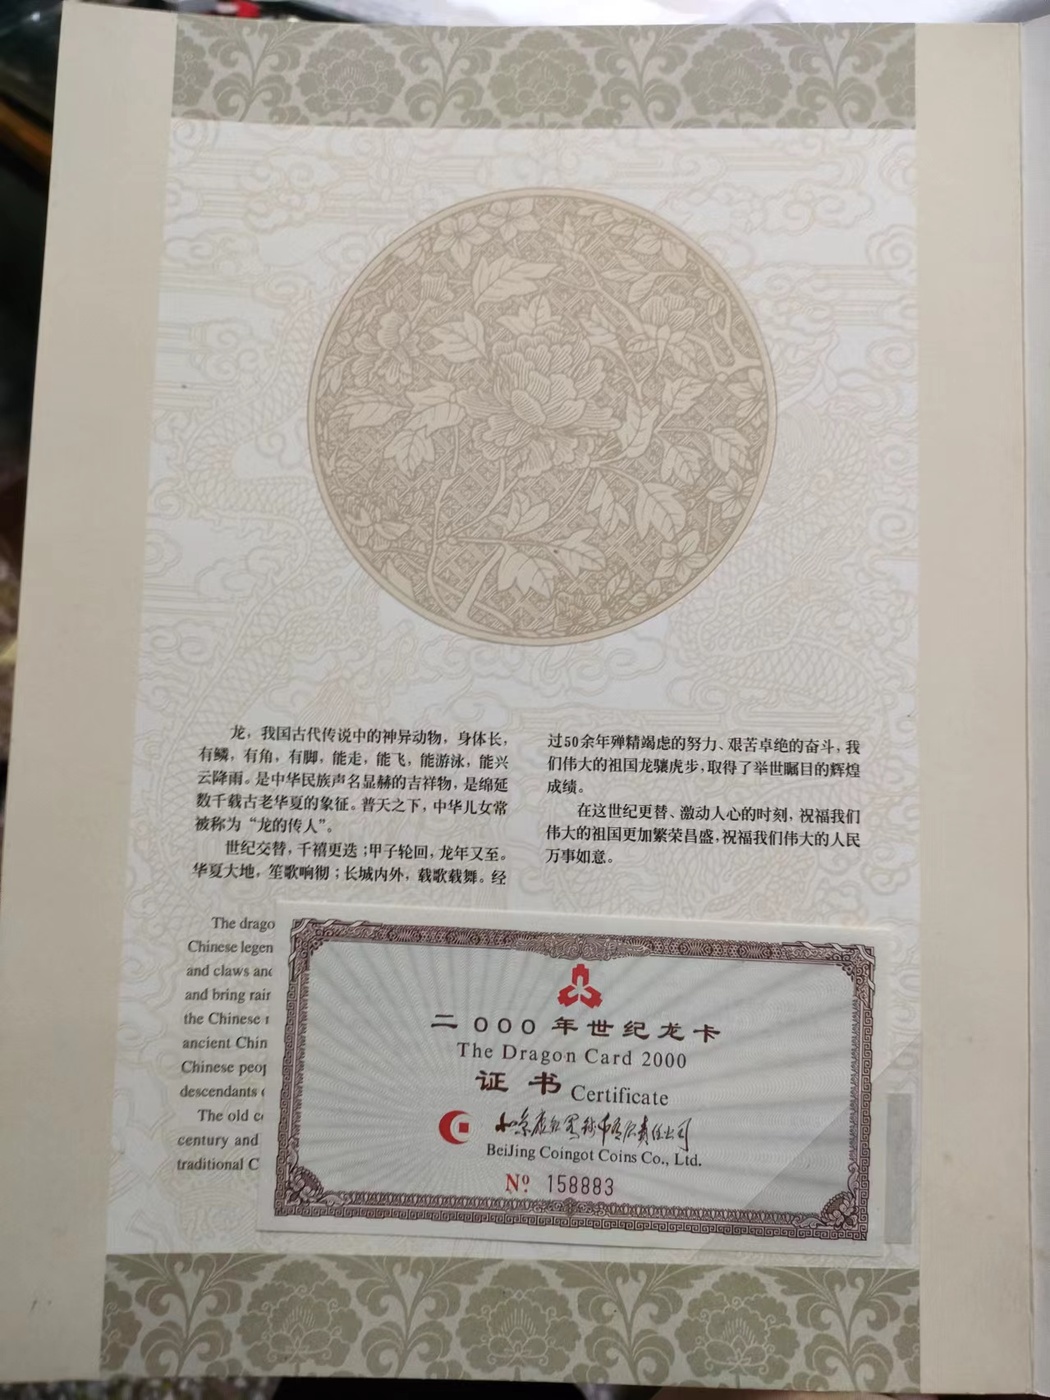 龙，我国古代传说中的神异动物，身体长，
有鳞，有角，有脚，能走，能飞，能游泳，能兴
云降雨。是中华民族声名显赫的吉祥物，是绵延
数千载古老华夏的象征。普天之下，中华儿女常
被称为“龙的传人”。
世纪交替，千禧更迭；甲子轮回，龙年又至。
华夏大地，笙歌响彻；长城内外，载歌载舞。经
过50余年殚精竭虑的努力、艰苦卓绝的奋斗，我
们伟大的祖国龙骧虎步，取得了举世瞩目的辉煌
成绩。
在这世纪更替、激动人心的时刻，祝福我们
伟大的祖国更加繁荣昌盛，祝福我们伟大的人民
万事如意。
The drago
Chinese legen
and claws and
and bring rain
the Chinese
ancient Chin
Chinese peop
descendants
The old ce
century and
traditional C
二000年世纪龙卡
The Dragon Card 2000
证书 Certificate
BeiJing Coingot Coins Co., Ltd.
Nº 158883